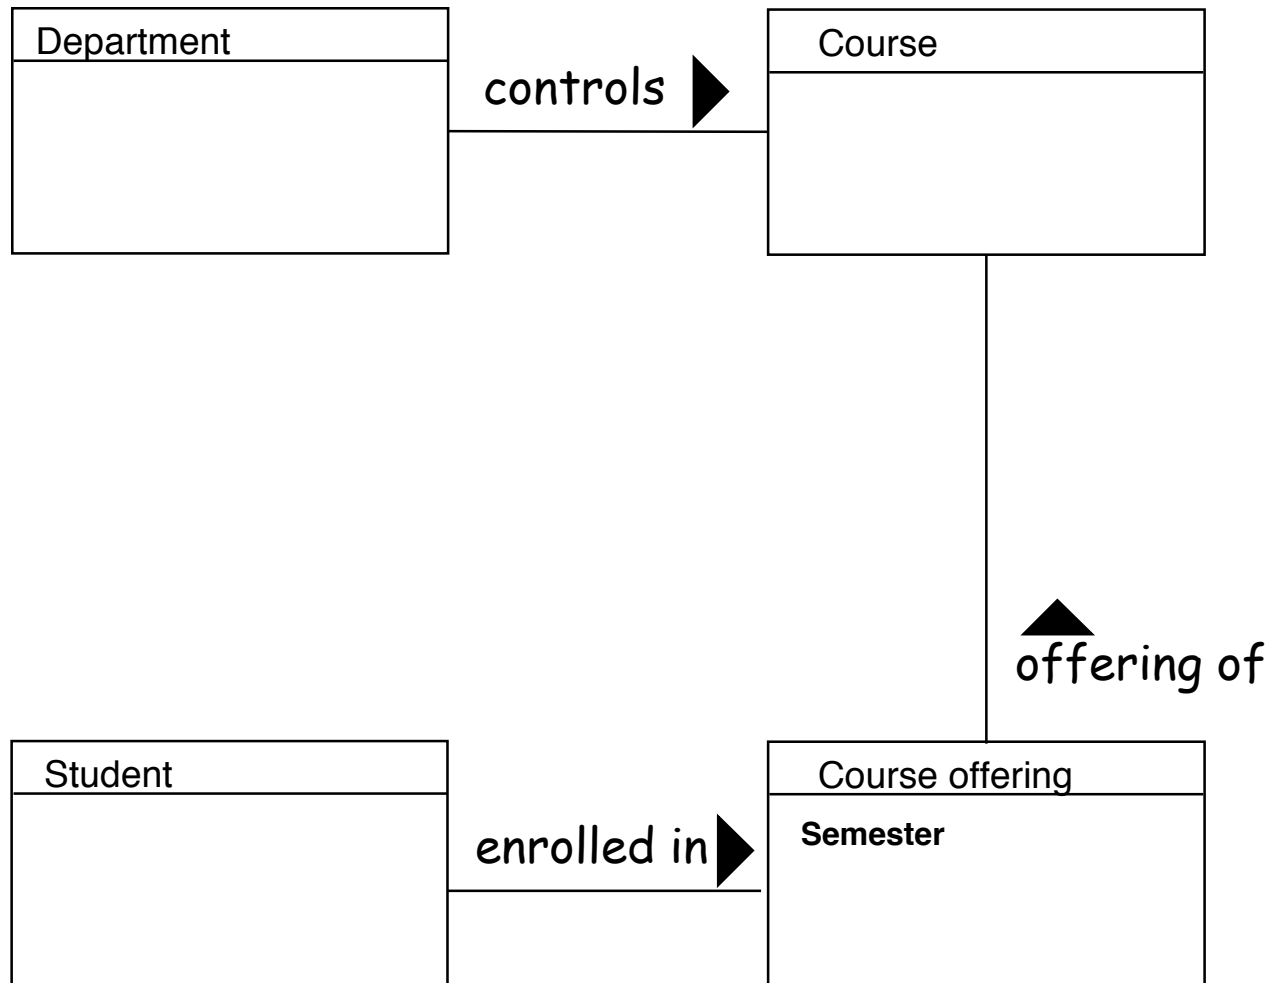 Department
Course
controls
offering of
Student
Course offering
enrolled in
Semester